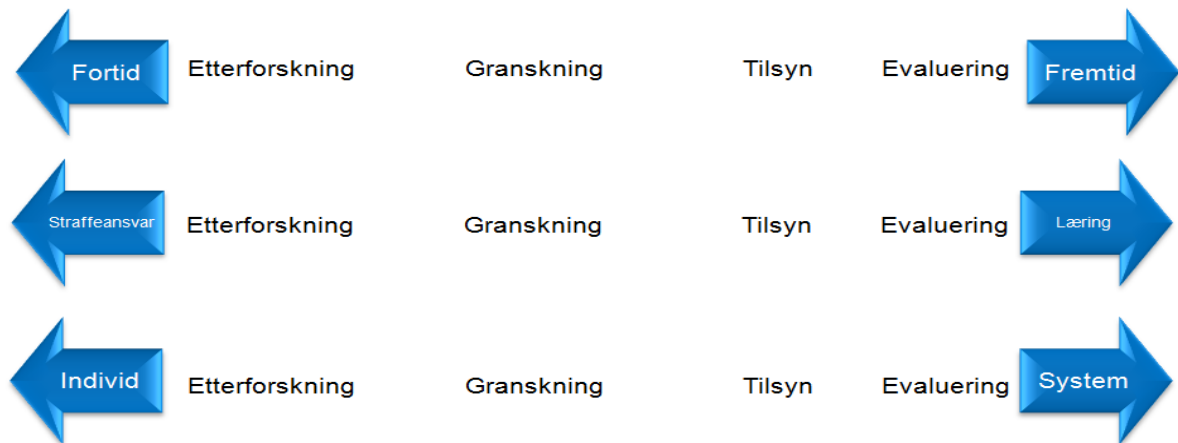 Fortid Etterforskning Granskning Tilsyn Evaluering Fremtid
Straffeansvar Etterforskning Granskning Tilsyn Evaluering Læring
Individ Etterforskning Granskning Tilsyn Evaluering System